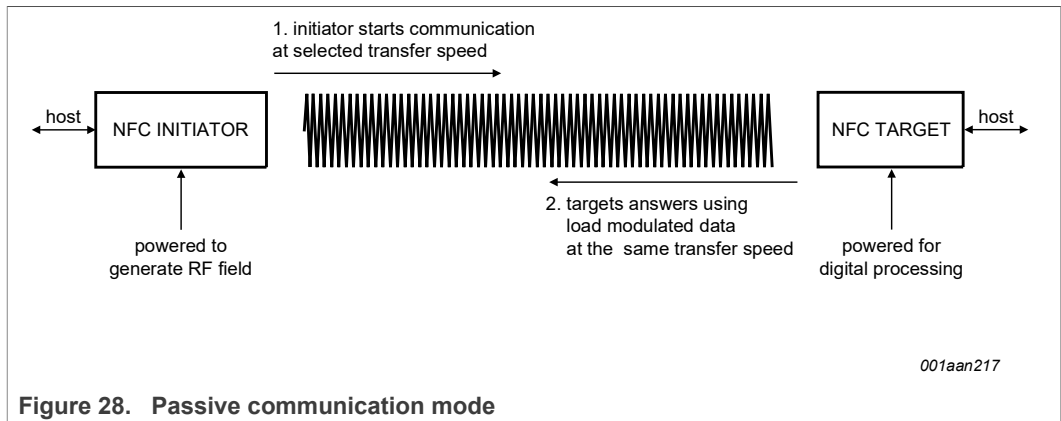 1. initiator starts communication
at selected transfer speed
host
NFC INITIATOR
NFC TARGET
host
2. targets answers using
load modulated data
at the same transfer speed
powered to
generate RF field
powered for
digital processing
001aan217
Figure 28. Passive communication mode